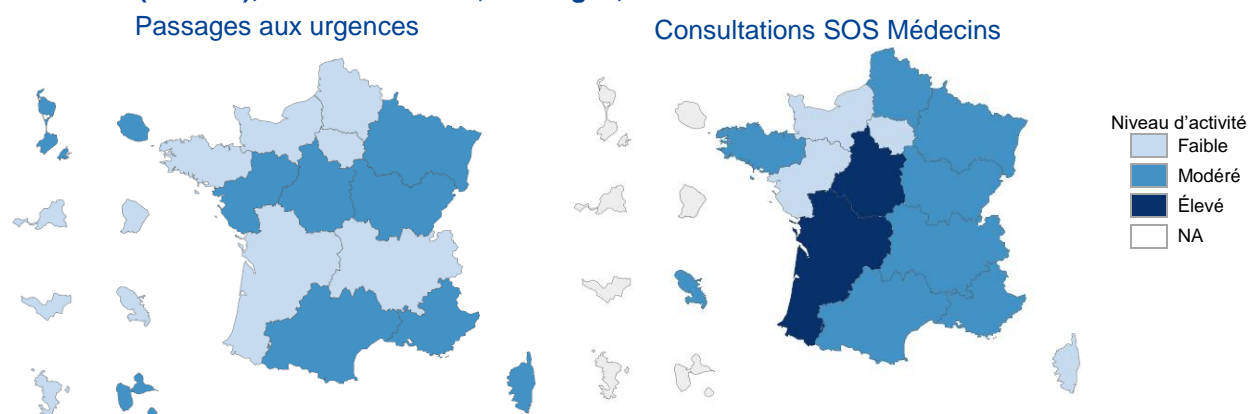 Passages aux urgences
Consultations SOS Médecins
Niveau d'activité
Faible
Modéré
Élevé
NA